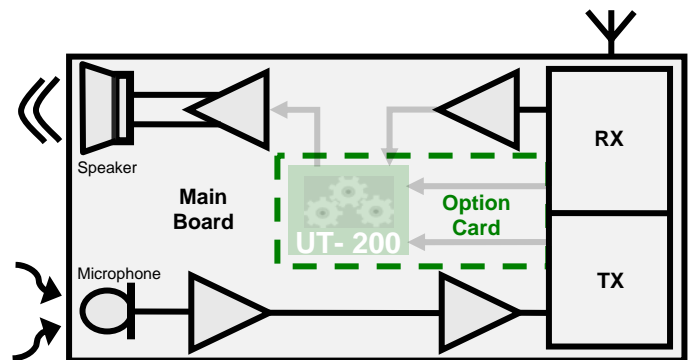 Speaker
RX
Main
Board
Option
Card
UT- 200
Microphone
TX